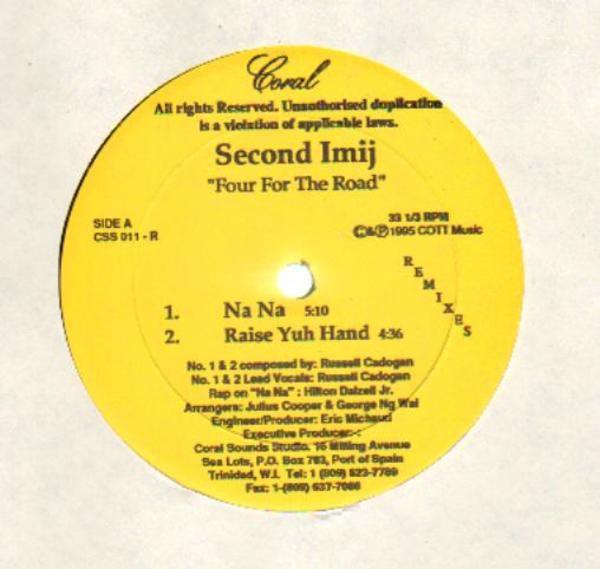 Coral
All rights Reserved. Unauthorised duplication
is a violation of applicable laws.
Second Imij
"Four For The Road"
SIDE A
CSS 011 - R
33 1/3 RPM
©&℗1995 COTT Music
REMIXES
1. Na Na 5:10
2. Raise Yuh Hand 4:36
No. 1 & 2 composed by: Russell Cadogan
No. 1 & 2 Lead Vocals: Russell Cadogan
Rap on "Na Na" : Hilton Dalzell Jr.
Arrangers: Julius Cooper & George Ng Wai
Engineer/Producer: Eric Michaud
Executive Producer:
Coral Sounds Studio. Avenue
Sea Lots, P.O. Box 783, Port of Spain
Trinidad, W.I. Tel: 1 (809) 623-7789
Fax: 1-(809) 637-7066